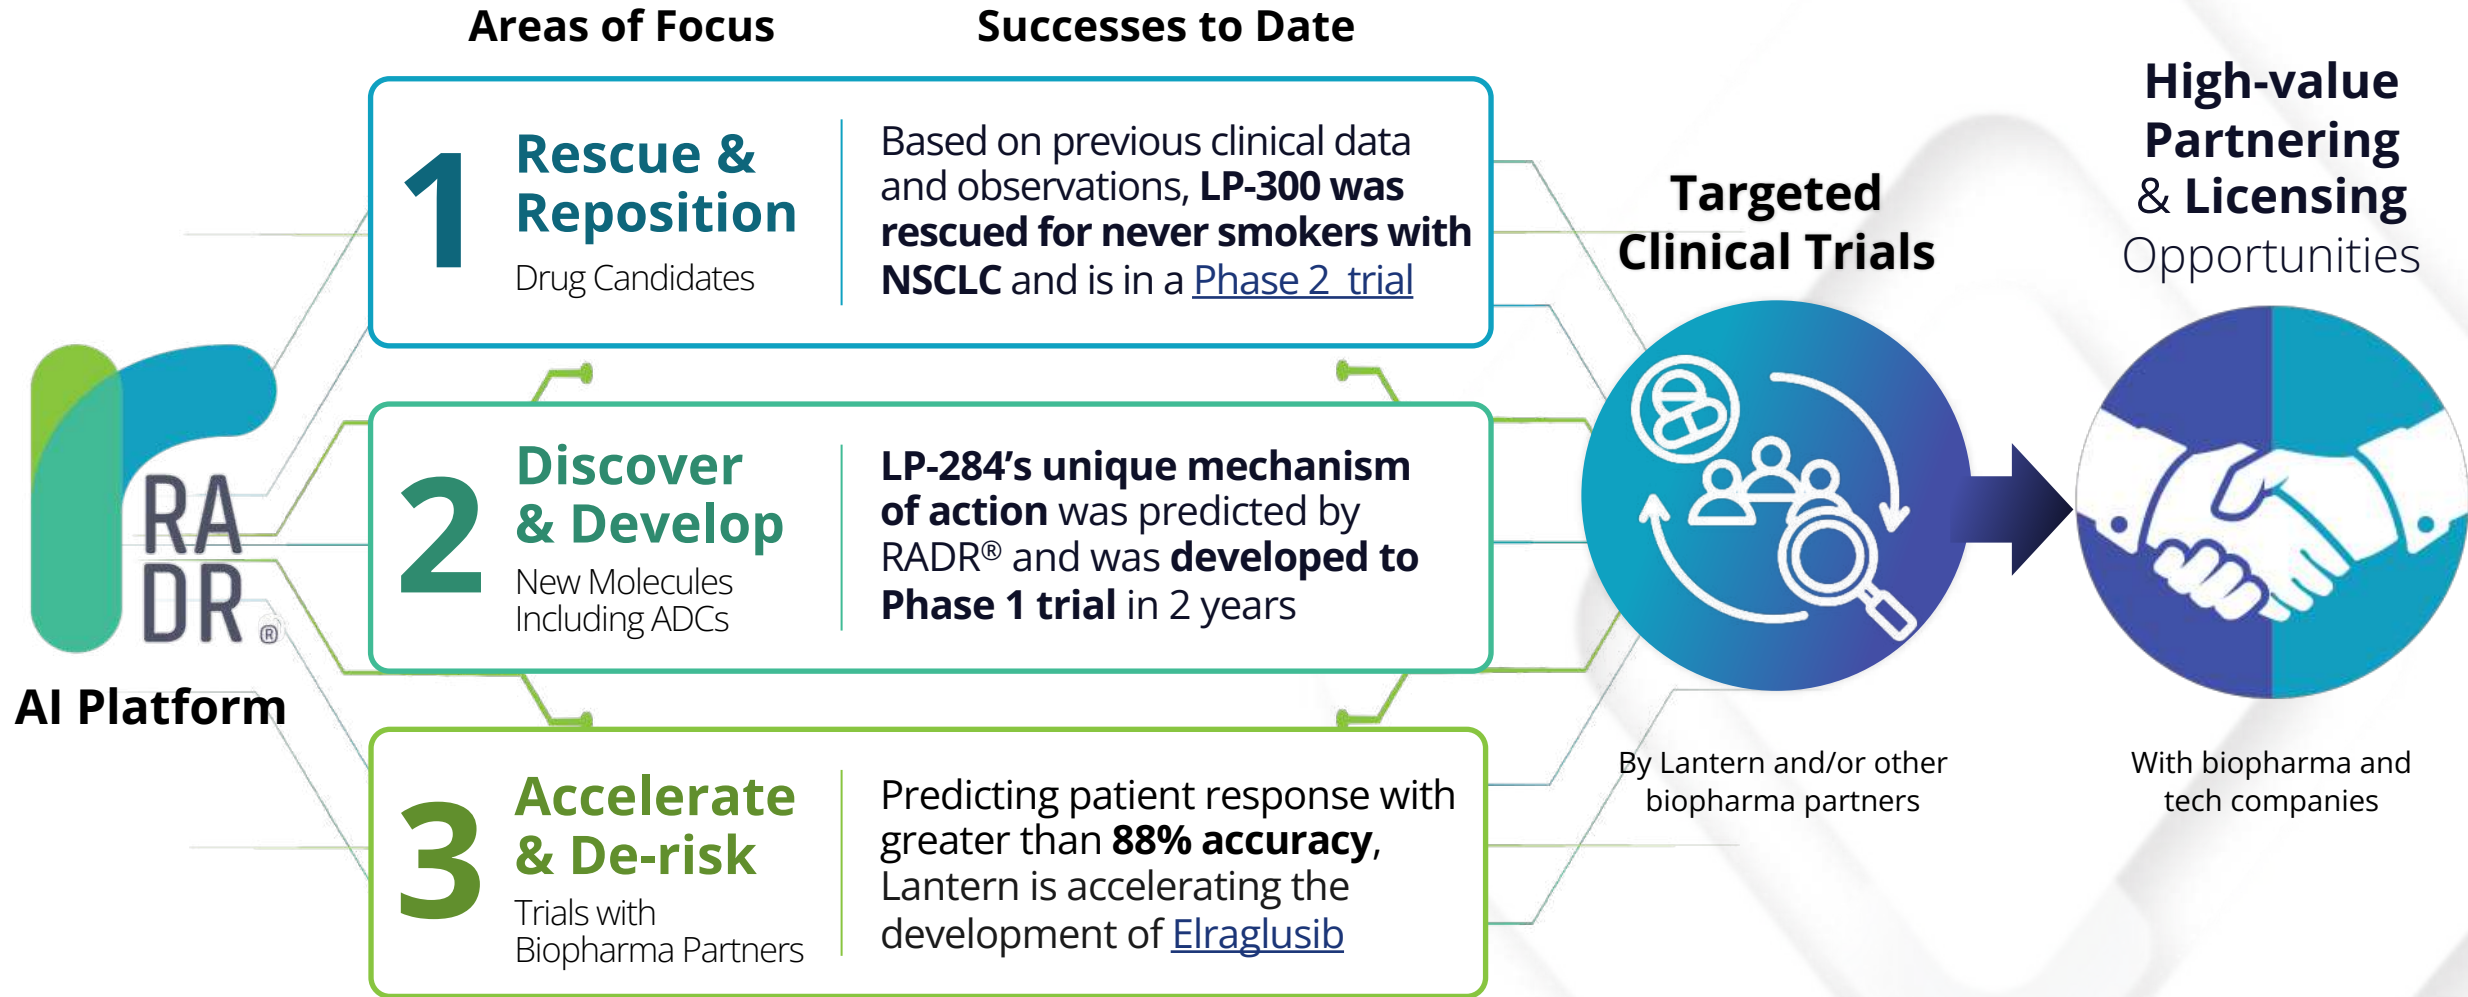 Areas of Focus
Successes to Date
RA
DR ®
AI Platform
1
Rescue &
Reposition
Drug Candidates
Based on previous clinical data
and observations, LP-300 was
rescued for never smokers with
NSCLC and is in a Phase 2 trial
2
Discover
& Develop
New Molecules
Including ADCs
LP-284’s unique mechanism
of action was predicted by
RADR® and was developed to
Phase 1 trial in 2 years
3
Accelerate
& De-risk
Trials with
Biopharma Partners
Predicting patient response with
greater than 88% accuracy,
Lantern is accelerating the
development of Elraglusib
Targeted
Clinical Trials
By Lantern and/or other
biopharma partners
High-value
Partnering
& Licensing
Opportunities
With biopharma and
tech companies